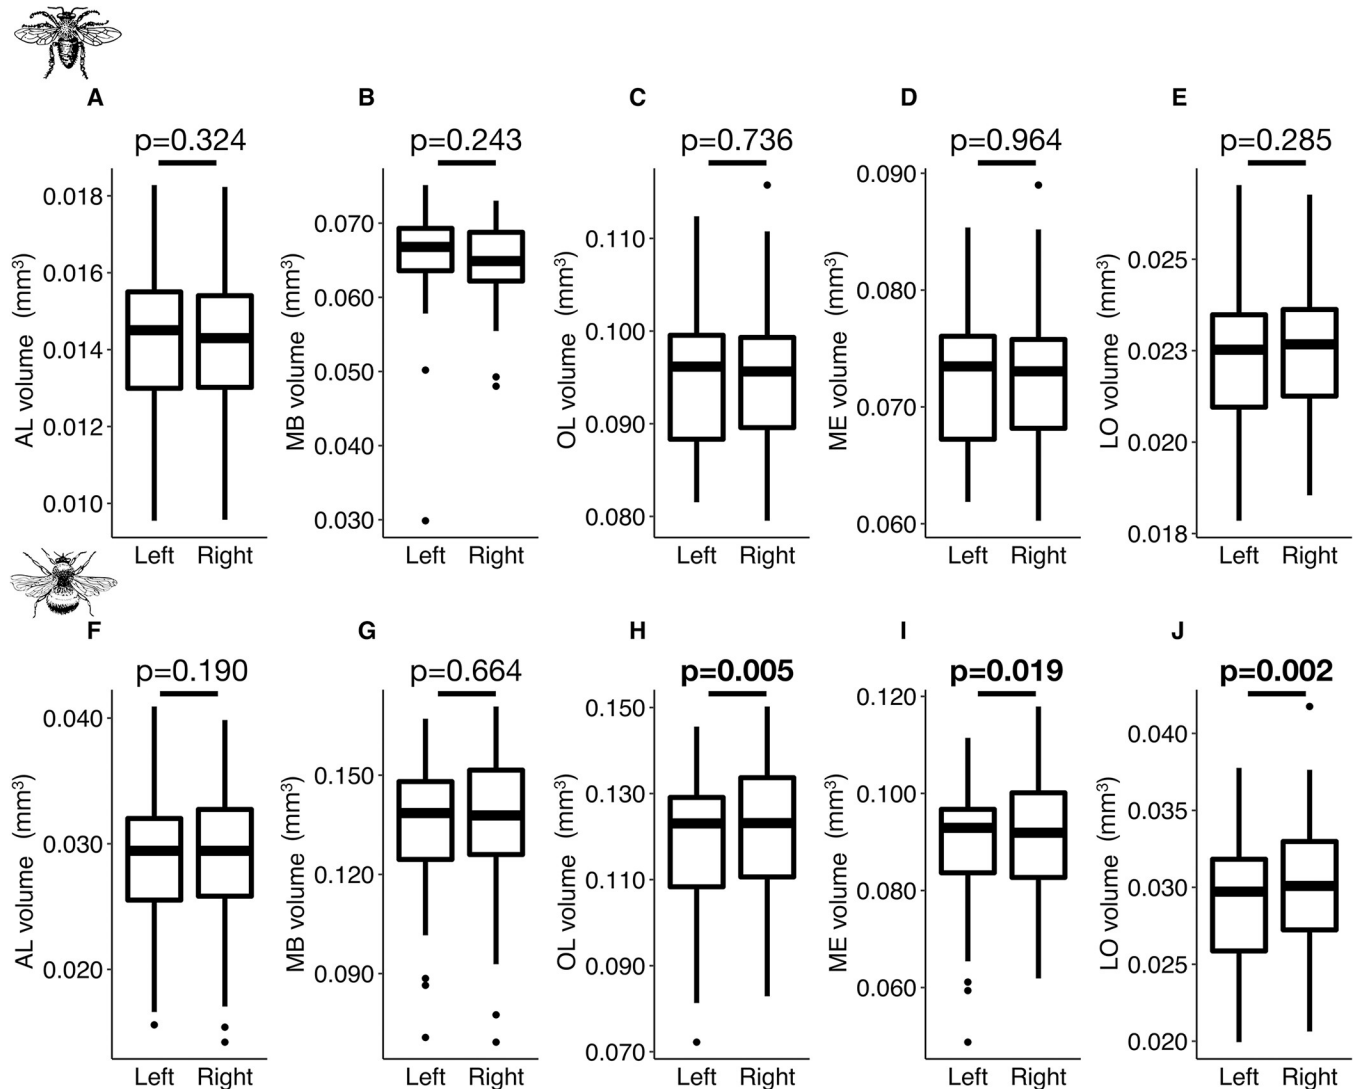 A B C D E
p=0.324 p=0.243 p=0.736 p=0.964 p=0.285
AL volume (mm³)
0.018
0.016
0.014
0.012
0.010
Left Right
MB volume (mm³)
0.070
0.060
0.050
0.040
0.030
Left Right
OL volume (mm³)
0.110
0.100
0.090
0.080
Left Right
ME volume (mm³)
0.090
0.080
0.070
0.060
Left Right
LO volume (mm³)
0.025
0.023
0.020
0.018
Left Right
F G H I J
p=0.190 p=0.664 p=0.005 p=0.019 p=0.002
AL volume (mm³)
0.040
0.030
0.020
Left Right
MB volume (mm³)
0.150
0.120
0.090
Left Right
OL volume (mm³)
0.150
0.130
0.110
0.090
0.070
Left Right
ME volume (mm³)
0.120
0.100
0.080
0.060
Left Right
LO volume (mm³)
0.040
0.035
0.030
0.025
0.020
Left Right